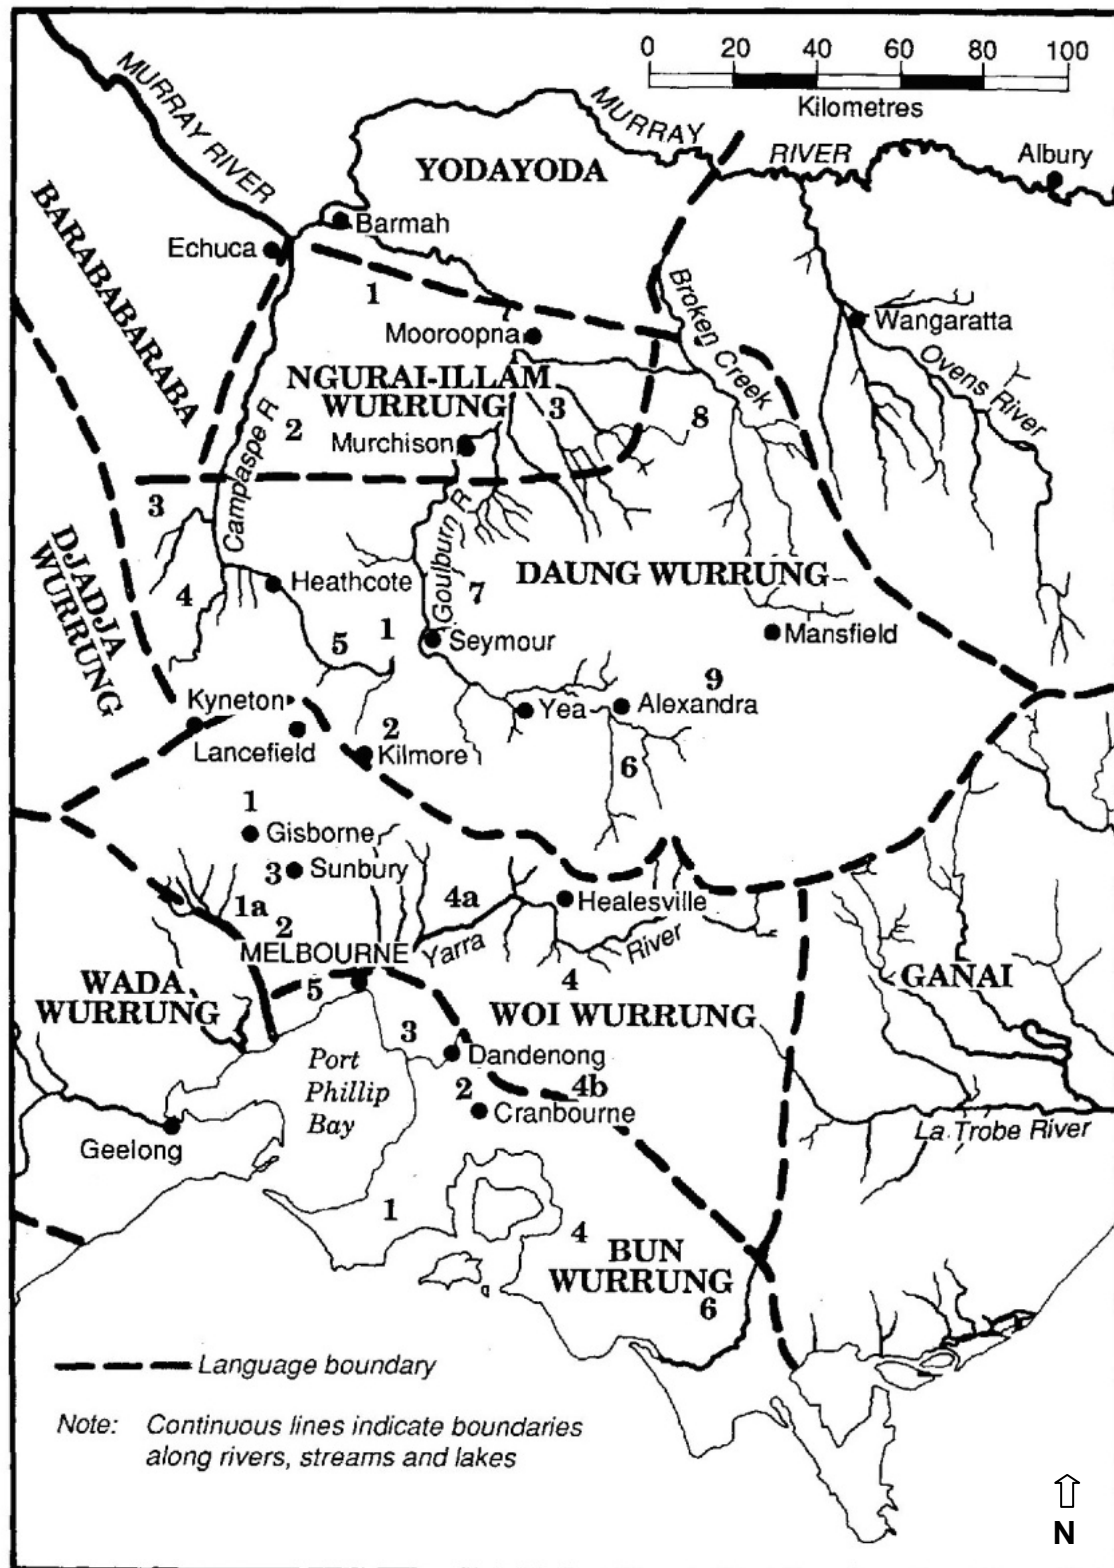 0 20 40 60 80 100
Kilometres
MURRAY RIVER
MURRAY
RIVER
Albury
YODAYODA
BARABABARABA
Barmah
Echuca
1
Broken Creek
Wangaratta
Mooroopna
Ovens River
NGURAI-ILLAM
WURRUNG
3
8
2
Murchison
Campaspe R
3
Goulburn R
DJADJA
WURRUNG
DAUNG WURRUNG
Heathcote
7
4
1
Seymour
Mansfield
5
9
Kyneton
Yea
Alexandra
2
Lancefield
Kilmore
6
1
Gisborne
3
Sunbury
4a
Healesville
1a
2
MELBOURNE
Yarra
River
WADA
WURRUNG
5
4
GAṈAI
WOI WURRUNG
3
Port
Phillip
Bay
Dandenong
2
4b
Cranbourne
Geelong
La Trobe River
1
4
BUN
WURRUNG
6
Language boundary
Note: Continuous lines indicate boundaries
along rivers, streams and lakes
N